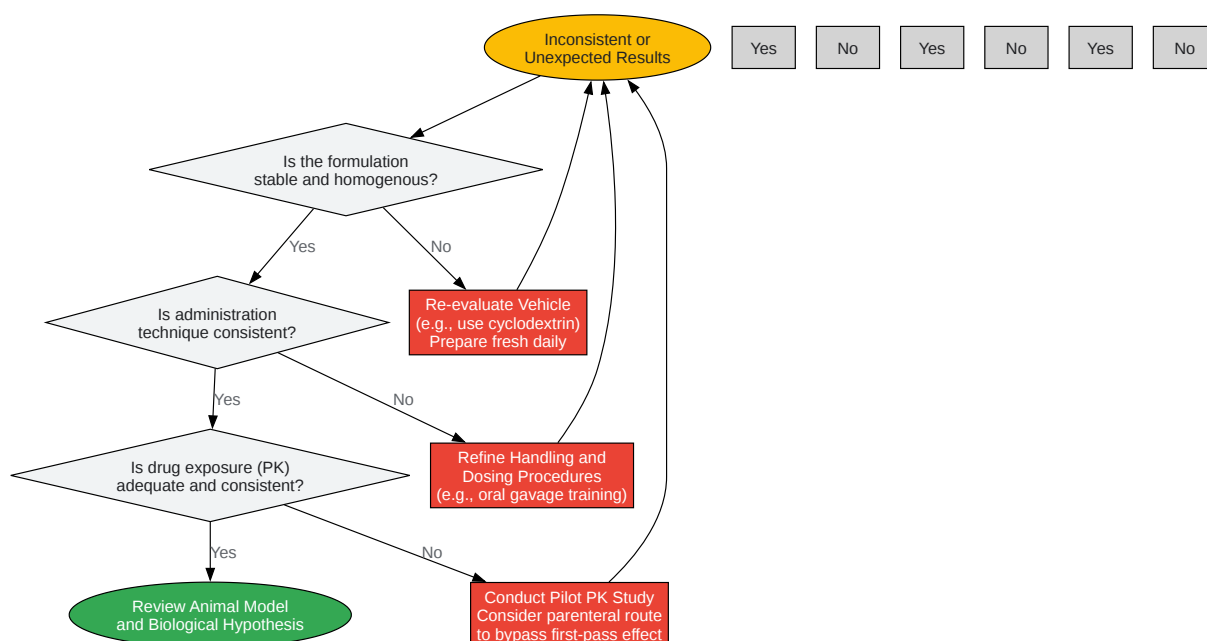 Inconsistent or
Unexpected Results
Yes
No
Yes
No
Yes
No
Is the formulation
stable and homogenous?
Yes
No
Is administration
technique consistent?
Re-evaluate Vehicle
(e.g., use cyclodextrin)
Prepare fresh daily
Yes
No
Is drug exposure (PK)
adequate and consistent?
Refine Handling and
Dosing Procedures
(e.g., oral gavage training)
Yes
No
Review Animal Model
and Biological Hypothesis
Conduct Pilot PK Study
Consider parenteral route
to bypass first-pass effect